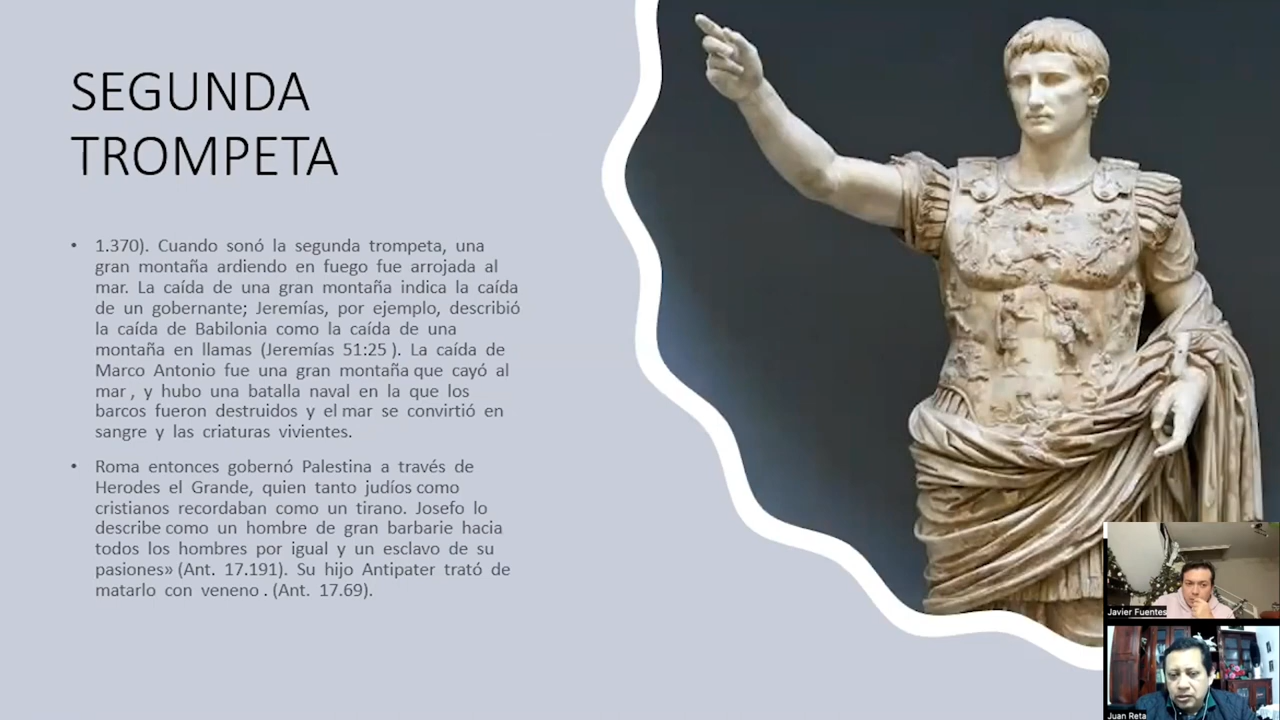 SEGUNDA
TROMPETA
• 1.370). Cuando sonó la segunda trompeta, una
gran montaña ardiendo en fuego fue arrojada al
mar. La caída de una gran montaña indica la caída
de un gobernante; Jeremías, por ejemplo, describió
la caída de Babilonia como la caída de una
montaña en llamas (Jeremías 51:25 ). La caída de
Marco Antonio fue una gran montaña que cayó al
mar , y hubo una batalla naval en la que los
barcos fueron destruidos y el mar se convirtió en
sangre y las criaturas vivientes.
• Roma entonces gobernó Palestina a través de
Herodes el Grande, quien tanto judíos como
cristianos recordaban como un tirano. Josefo lo
describe como un hombre de gran barbarie hacia
todos los hombres por igual y un esclavo de su
pasiones» (Ant. 17.191). Su hijo Antipater trató de
matarlo con veneno . (Ant. 17.69).
Javier Fuentes
Juan Reta